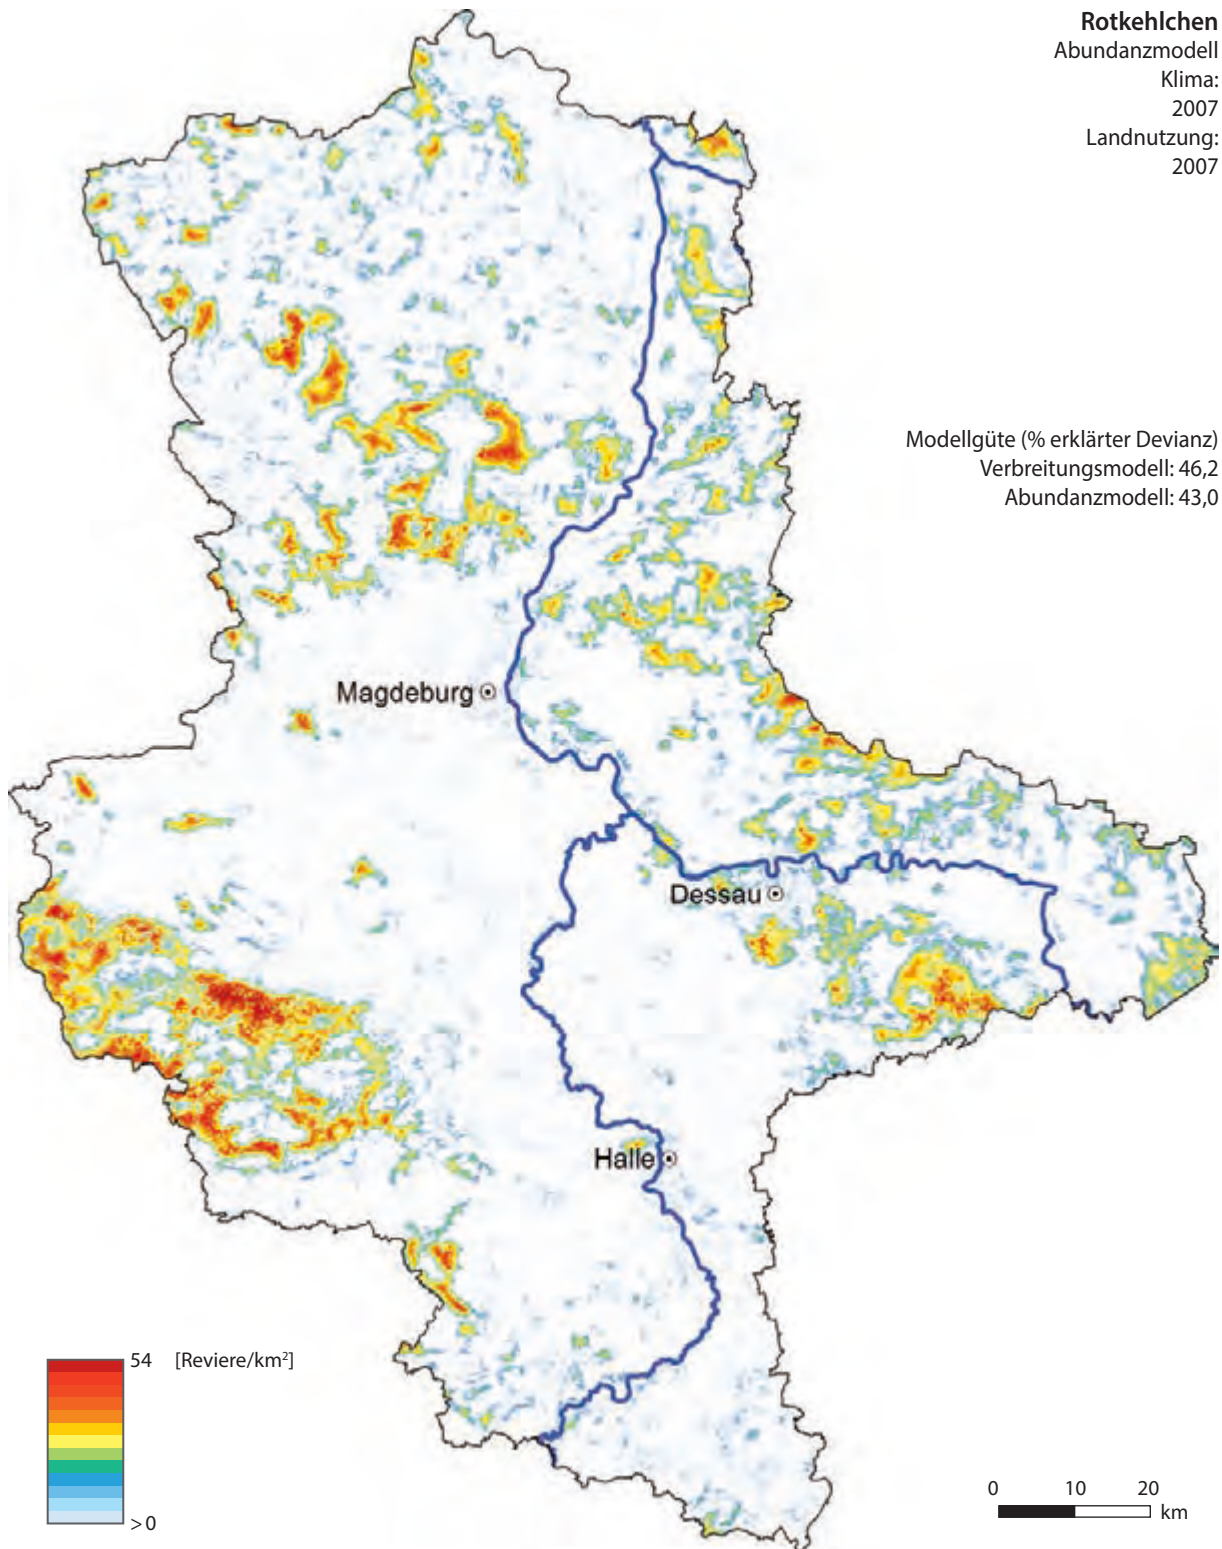 Rotkehlchen
Abundanzmodell
Klima:
2007
Landnutzung:
2007
Modellgüte (% erklärter Devianz)
Verbreitungsmodell: 46,2
Abundanzmodell: 43,0
Magdeburg
Dessau
Halle
54 [Reviere/km²]
>0
0 10 20
km